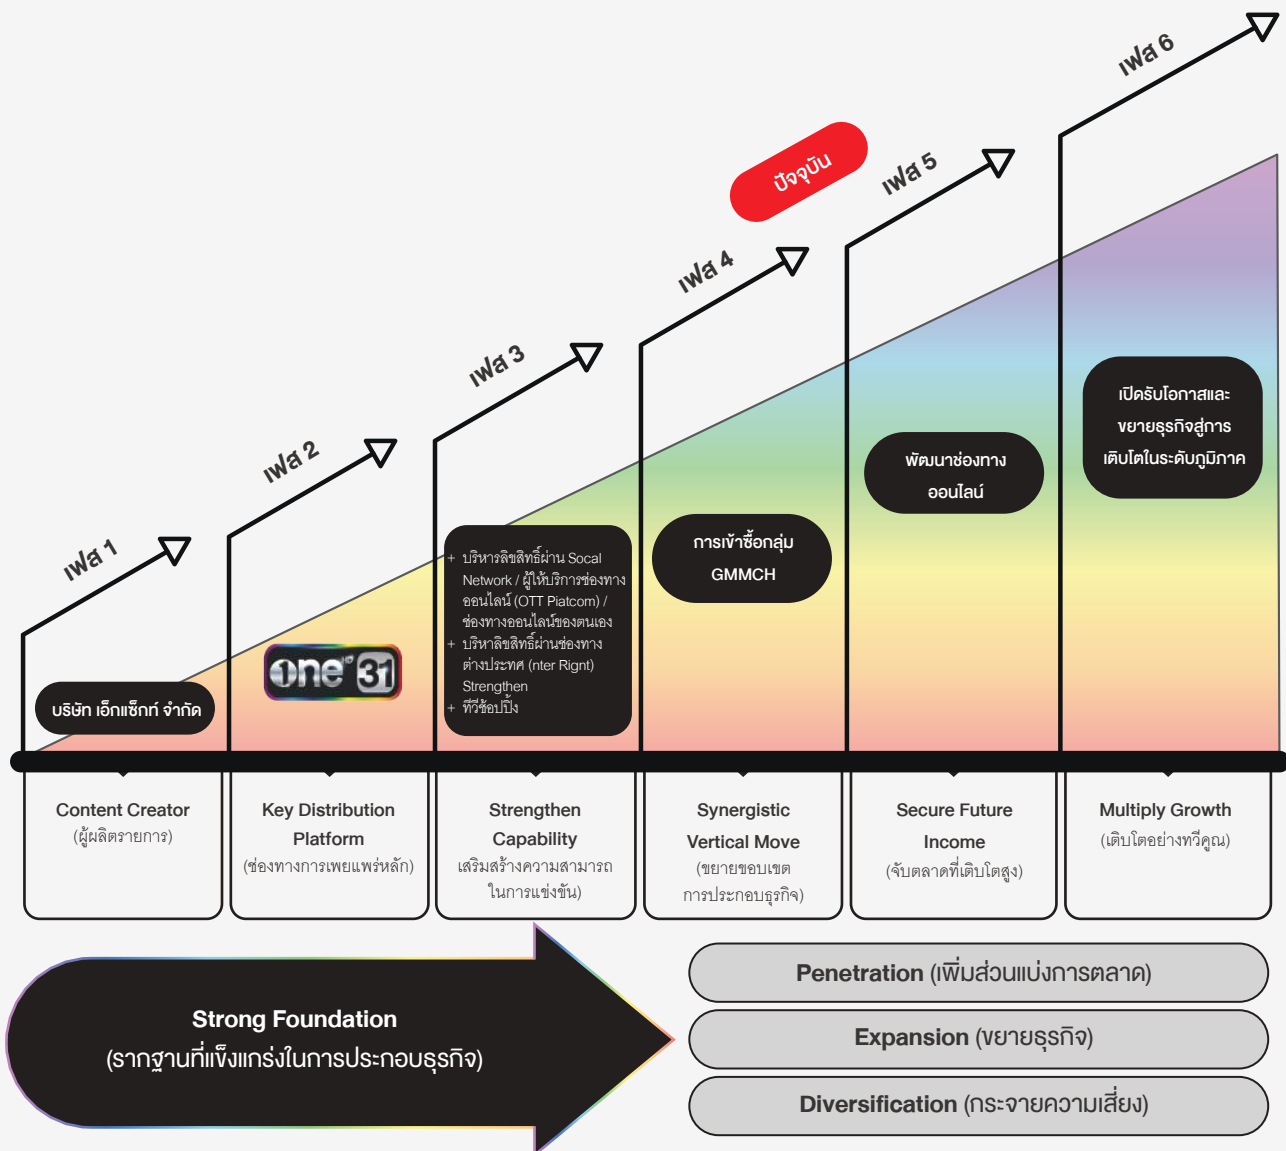 เฟส 1
เฟส 2
เฟส 3
เฟส 4
ปัจจุบัน
เฟส 5
เฟส 6
บริษัท เอ็กแซ็กท์ จำกัด
one HD 31
+ บริหารลิขสิทธิ์ผ่าน Socal
Network / ผู้ให้บริการช่องทาง
ออนไลน์ (OTT Piatcom) /
ช่องทางออนไลน์ของตนเอง
+ บริหาลิขสิทธิ์ผ่านช่องทาง
ต่างประทศ (nter Rignt)
Strengthen
+ ทีวีช้อปปิ้ง
การเข้าซื้อกลุ่ม
GMMCH
พัฒนาช่องทาง
ออนไลน์
เปิดรับโอกาสและ
ขยายธุรกิจสู่การ
เติบโตในระดับภูมิภาค
Content Creator
(ผู้ผลิตรายการ)
Key Distribution
Platform
(ช่องทางการเพยแพร่หลัก)
Strengthen
Capability
เสริมสร้างความสามารถ
ในการแข่งขัน)
Synergistic
Vertical Move
(ขยายขอบเขต
การประกอบธุรกิจ)
Secure Future
Income
(จับตลาดที่เติบโตสูง)
Multiply Growth
(เติบโตอย่างทวีคูณ)
Strong Foundation
(รากฐานที่แข็งแกร่งในการประกอบธุรกิจ)
Penetration (เพิ่มส่วนแบ่งการตลาด)
Expansion (ขยายธุรกิจ)
Diversification (กระจายความเสี่ยง)